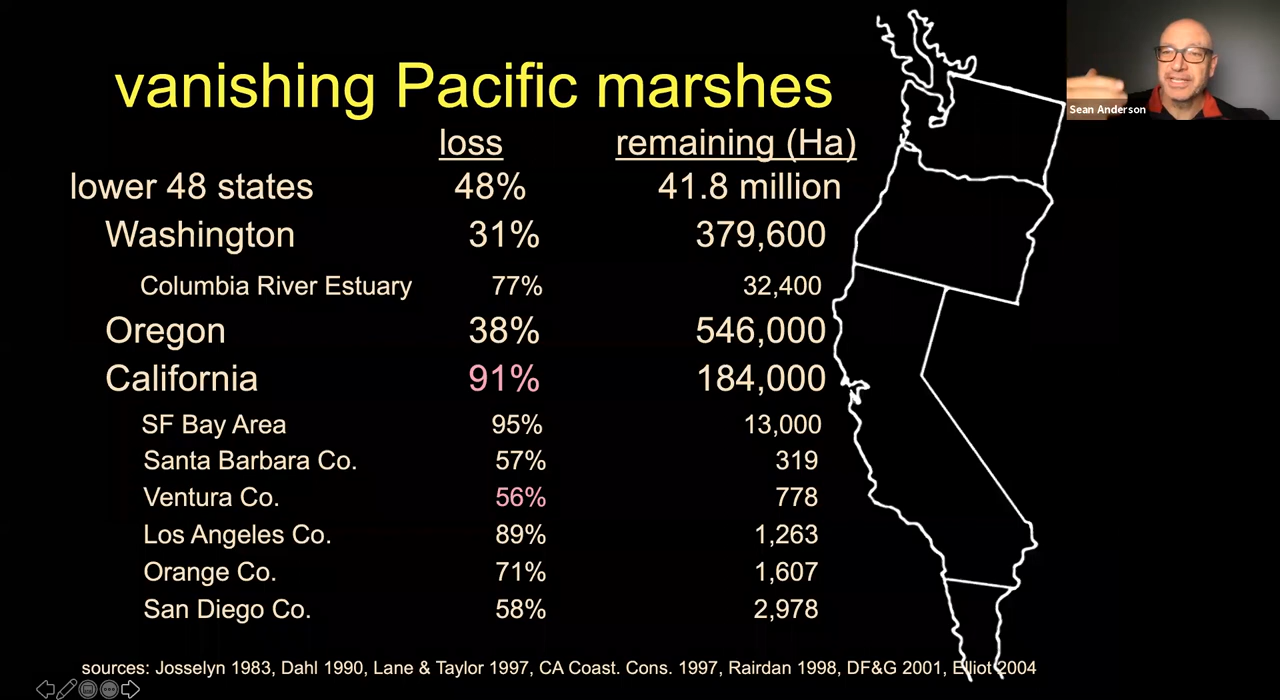 vanishing Pacific marshes
Sean Anderson
loss remaining (Ha)
lower 48 states 48% 41.8 million
Washington 31% 379,600
Columbia River Estuary 77% 32,400
Oregon 38% 546,000
California 91% 184,000
SF Bay Area 95% 13,000
Santa Barbara Co. 57% 319
Ventura Co. 56% 778
Los Angeles Co. 89% 1,263
Orange Co. 71% 1,607
San Diego Co. 58% 2,978
sources: Josselyn 1983, Dahl 1990, Lane & Taylor 1997, CA Coast. Cons. 1997, Rairdan 1998, DF&G 2001, Elliot 2004